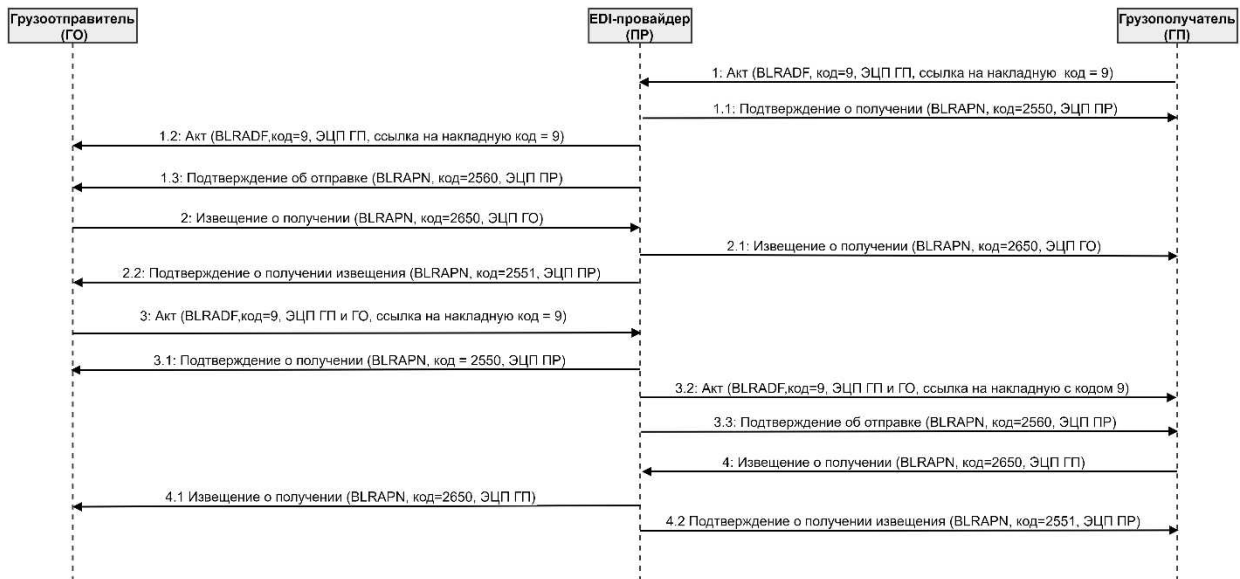 Грузоотправитель
(ГО)
EDI-провайдер
(ПР)
Грузополучатель
(ГП)
1: Акт (BLRADF, код=9, ЭЦП ГП, ссылка на накладную код = 9)
1.1: Подтверждение о получении (BLRAPN, код=2550, ЭЦП ПР)
1.2: Акт (BLRADF,код=9, ЭЦП ГП, ссылка на накладную код = 9)
1.3: Подтверждение об отправке (BLRAPN, код=2560, ЭЦП ПР)
2: Извещение о получении (BLRAPN, код=2650, ЭЦП ГО)
2.1: Извещение о получении (BLRAPN, код=2650, ЭЦП ГО)
2.2: Подтверждение о получении извещения (BLRAPN, код=2551, ЭЦП ПР)
3: Акт (BLRADF,код=9, ЭЦП ГП и ГО, ссылка на накладную код = 9)
3.1: Подтверждение о получении (BLRAPN, код = 2550, ЭЦП ПР)
3.2: Акт (BLRADF,код=9, ЭЦП ГП и ГО, ссылка на накладную с кодом 9)
3.3: Подтверждение об отправке (BLRAPN, код=2560, ЭЦП ПР)
4: Извещение о получении (BLRAPN, код=2650, ЭЦП ГП)
4.1 Извещение о получении (BLRAPN, код=2650, ЭЦП ГП)
4.2 Подтверждение о получении извещения (BLRAPN, код=2551, ЭЦП ПР)